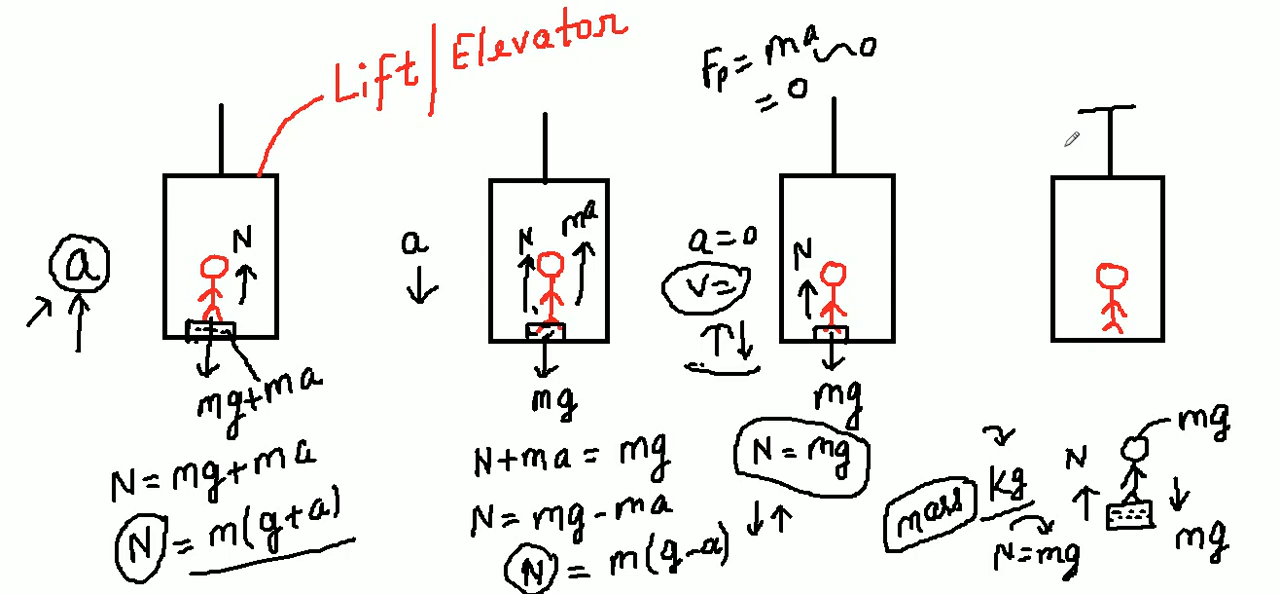 Lift/Elevator
Fp = ma
= 0
0
a
N
mg+ma
N = mg+ma
N = m(g+a)
a
N
ma
mg
N+ma = mg
N = mg-ma
N = m(g-a)
a=0
v=
N
mg
N = mg
mass
kg
N=mg
N
mg
mg